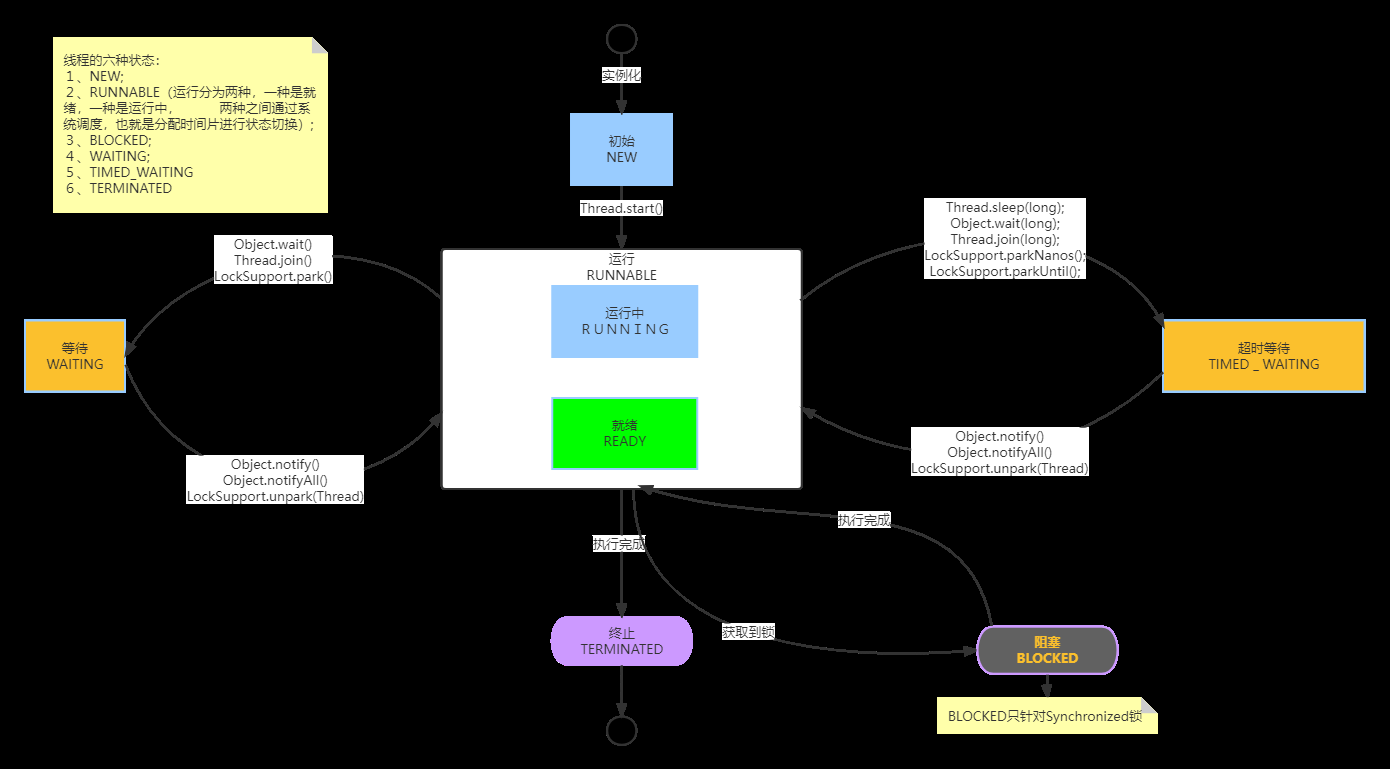 线程的六种状态：
1、NEW;
2、RUNNABLE（运行分为两种，一种是就
绪，一种是运行中， 两种之间通过系
统调度，也就是分配时间片进行状态切换）;
3、BLOCKED;
4、WAITING;
5、TIMED_WAITING
6、TERMINATED
实例化
初始
NEW
Thread.start()
运行
RUNNABLE
运行中
RUNNING
就绪
READY
Object.wait()
Thread.join()
LockSupport.park()
等待
WAITING
Object.notify()
Object.notifyAll()
LockSupport.unpark(Thread)
Thread.sleep(long);
Object.wait(long);
Thread.join(long);
LockSupport.parkNanos();
LockSupport.parkUntil();
超时等待
TIMED _ WAITING
Object.notify()
Object.notifyAll()
LockSupport.unpark(Thread)
执行完成
执行完成
获取到锁
终止
TERMINATED
阻塞
BLOCKED
BLOCKED只针对Synchronized锁